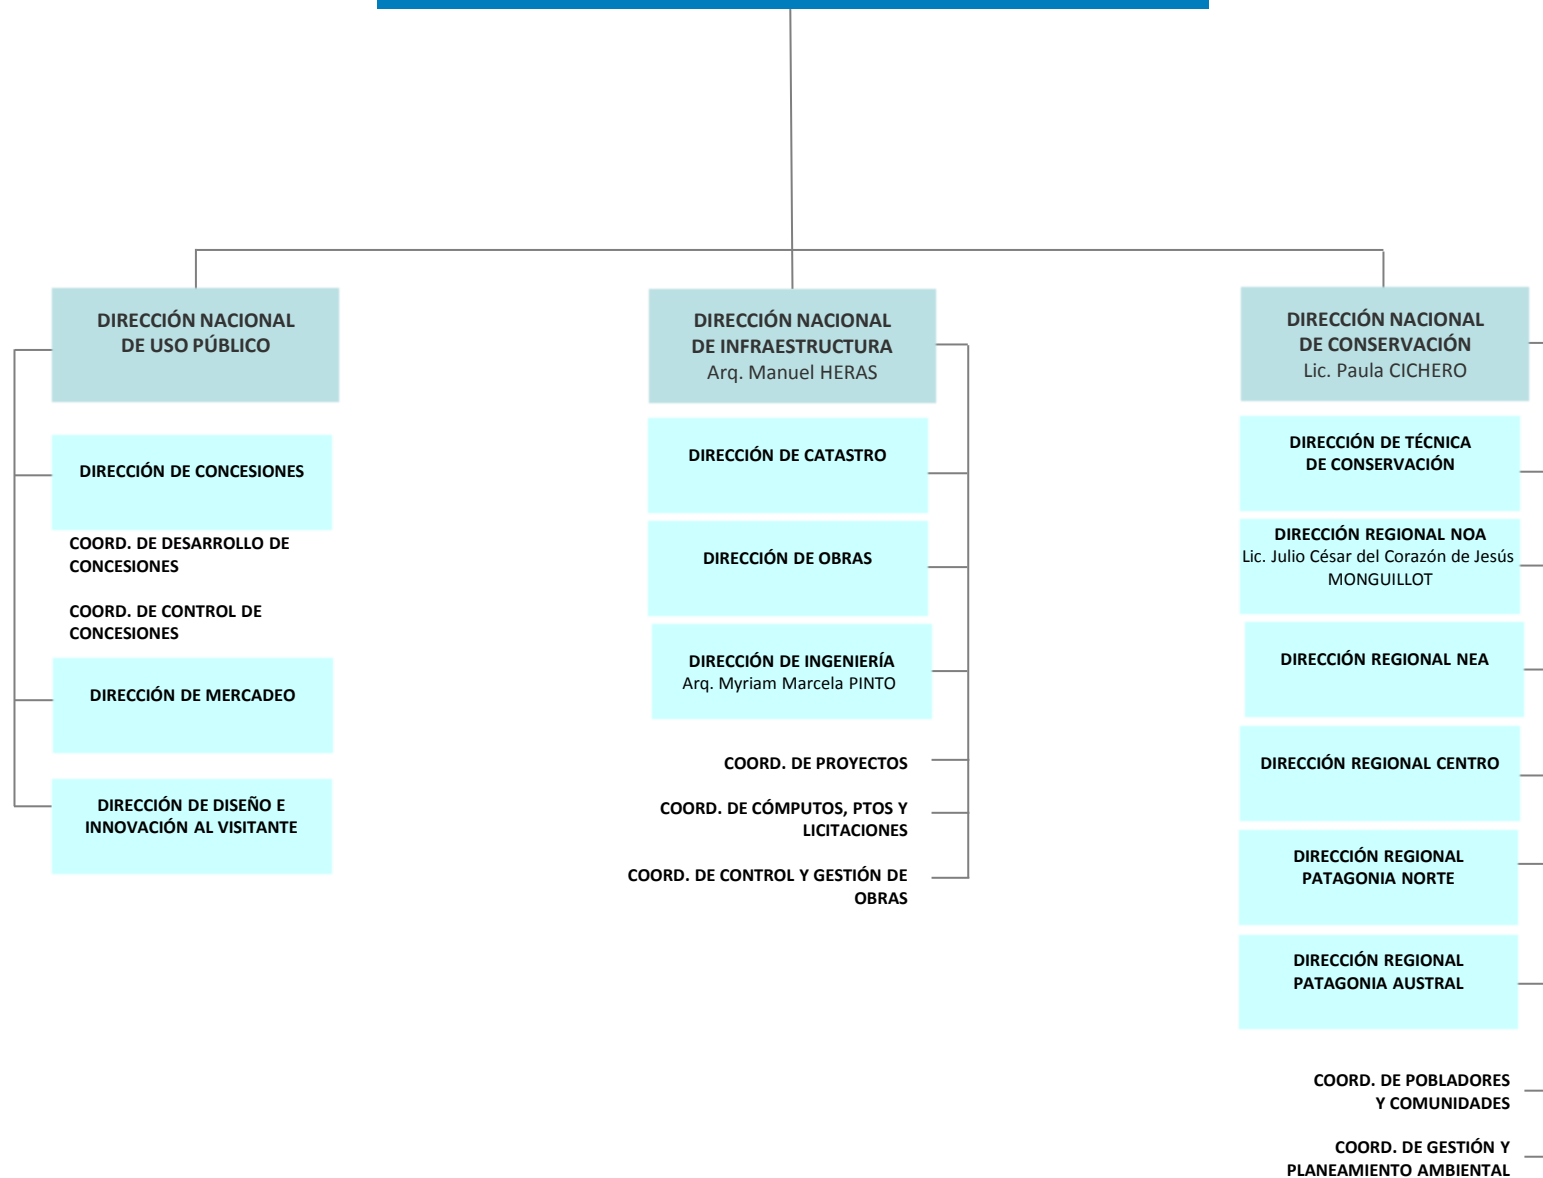 DIRECCIÓN NACIONAL
DE USO PÚBLICO
DIRECCIÓN DE CONCESIONES
COORD. DE DESARROLLO DE
CONCESIONES
COORD. DE CONTROL DE
CONCESIONES
DIRECCIÓN DE MERCADEO
DIRECCIÓN DE DISEÑO E
INNOVACIÓN AL VISITANTE
DIRECCIÓN NACIONAL
DE INFRAESTRUCTURA
Arq. Manuel HERAS
DIRECCIÓN DE CATASTRO
DIRECCIÓN DE OBRAS
DIRECCIÓN DE INGENIERÍA
Arq. Myriam Marcela PINTO
COORD. DE PROYECTOS
COORD. DE CÓMPUTOS, PTOS Y
LICITACIONES
COORD. DE CONTROL Y GESTIÓN DE
OBRAS
DIRECCIÓN NACIONAL
DE CONSERVACIÓN
Lic. Paula CICHERO
DIRECCIÓN DE TÉCNICA
DE CONSERVACIÓN
DIRECCIÓN REGIONAL NOA
Lic. Julio César del Corazón de Jesús
MONGUILLOT
DIRECCIÓN REGIONAL NEA
DIRECCIÓN REGIONAL CENTRO
DIRECCIÓN REGIONAL
PATAGONIA NORTE
DIRECCIÓN REGIONAL
PATAGONIA AUSTRAL
COORD. DE POBLADORES
Y COMUNIDADES
COORD. DE GESTIÓN Y
PLANEAMIENTO AMBIENTAL